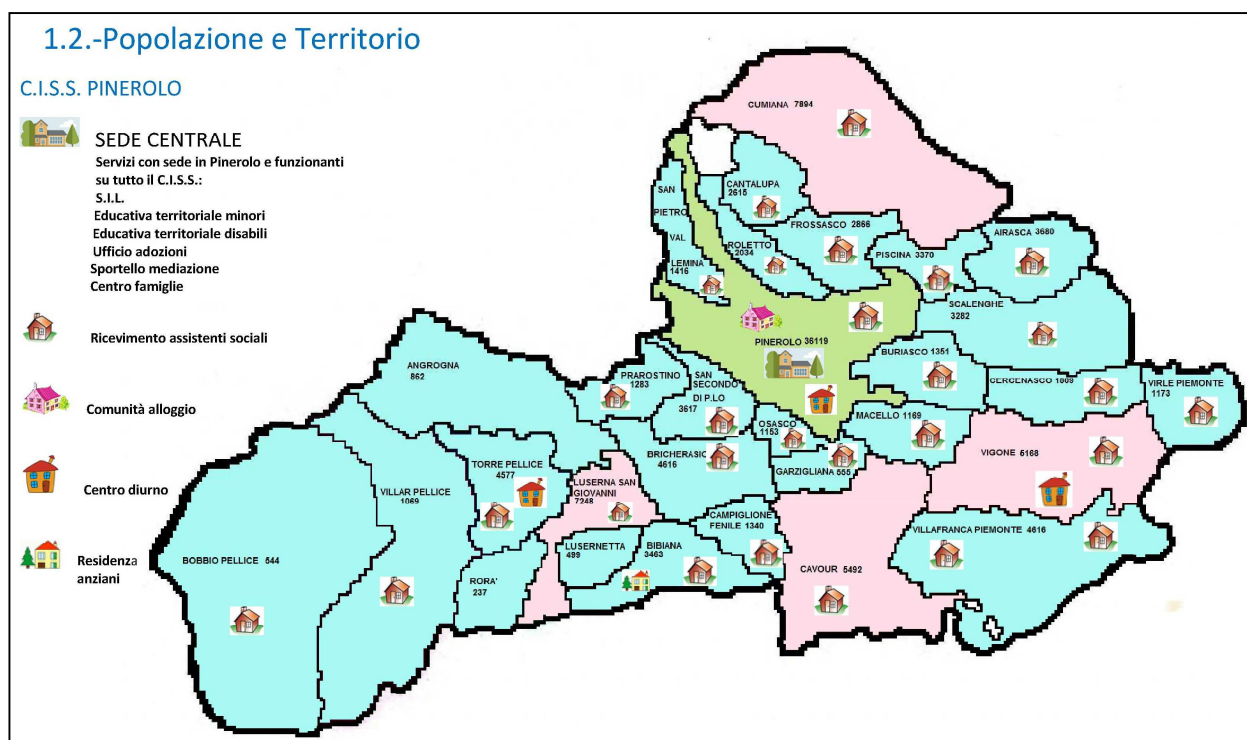 1.2.-Popolazione e Territorio
C.I.S.S. PINEROLO
SEDE CENTRALE
Servizi con sede in Pinerolo e funzionanti
su tutto il C.I.S.S.:
S.I.L.
Educativa territoriale minori
Educativa territoriale disabili
Ufficio adozioni
Sportello mediazione
Centro famiglie
Ricevimento assistenti sociali
Comunità alloggio
Centro diurno
Residenza
anziani
CUMIANA 7894
CANTALUPA
2615
SAN
PIETRO
VAL
LEMINA
1416
ROLETTO
2034
FROSSASCO 2866
PISCINA 3370
AIRASCA 3680
SCALENGHE
3282
PINEROLO 36119
BURIASCO 1351
CERCENASCO 1809
VIRLE PIEMONTE
1173
ANGROGNA
862
PRAROSTINO
1283
SAN
SECONDO
DI P.LO
3617
OSASCO
1153
MACELLO 1169
GARZIGLIANA 555
VIGONE 5168
BRICHERASIO
4616
TORRE PELLICE
4577
LUSERNA SAN
GIOVANNI
7248
VILLAR PELLICE
1069
CAMPIGLIONE
FENILE 1340
VILLAFRANCA PIEMONTE 4616
LUSERNETTA
499
BIBIANA
3463
BOBBIO PELLICE 544
RORA'
237
CAVOUR 5492